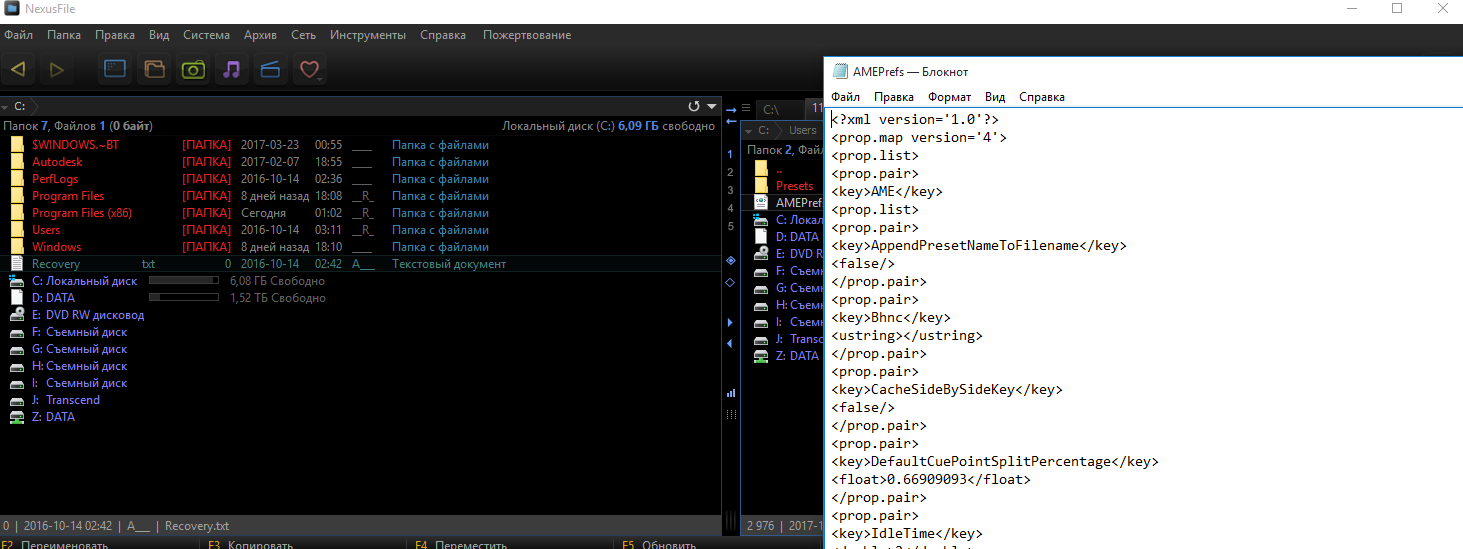 NexusFile
Файл Папка Правка Вид Система Архив Сеть Инструменты Справка Пожертвование
C:
Папок 7, Файлов 1 (0 байт) Локальный диск (C:) 6,09 ГБ свободно
$WINDOWS.~BT [ПАПКА] 2017-03-23 00:55 ____ Папка с файлами
Autodesk [ПАПКА] 2017-02-07 18:55 ____ Папка с файлами
PerfLogs [ПАПКА] 2016-10-14 02:36 ____ Папка с файлами
Program Files [ПАПКА] 8 дней назад 18:08 __R_ Папка с файлами
Program Files (x86) [ПАПКА] Сегодня 01:02 __R_ Папка с файлами
Users [ПАПКА] 2016-10-14 03:11 __R_ Папка с файлами
Windows [ПАПКА] 8 дней назад 18:10 ____ Папка с файлами
Recovery txt 0 2016-10-14 02:42 A___ Текстовый документ
C: Локальный диск 6,08 ГБ Свободно
D: DATA 1,52 ТБ Свободно
E: DVD RW дисковод
F: Съемный диск
G: Съемный диск
H: Съемный диск
I: Съемный диск
J: Transcend
Z: DATA
0 | 2016-10-14 02:42 | A___ | Recovery.txt
F2 Переименовать F3 Копировать F4 Переместить F5 Обновить
1
2
3
4
5
C:\ 11
C: Users
Папок 2, Файл
..
Presets
AMEPrefs
C: Лока
D: DATA
E: DVD R
F: Съемн
G: Съемн
H: Съемн
I: Съемн
J: Transc
Z: DATA
2 976 | 2017-1
AMEPrefs — Блокнот
Файл Правка Формат Вид Справка
<?xml version='1.0'?>
<prop.map version='4'>
<prop.list>
<prop.pair>
<key>AME</key>
<prop.list>
<prop.pair>
<key>AppendPresetNameToFilename</key>
<false/>
</prop.pair>
<prop.pair>
<key>Bhnc</key>
<ustring></ustring>
</prop.pair>
<prop.pair>
<key>CacheSideBySideKey</key>
<false/>
</prop.pair>
<prop.pair>
<key>DefaultCuePointSplitPercentage</key>
<float>0.66909093</float>
</prop.pair>
<prop.pair>
<key>IdleTime</key>